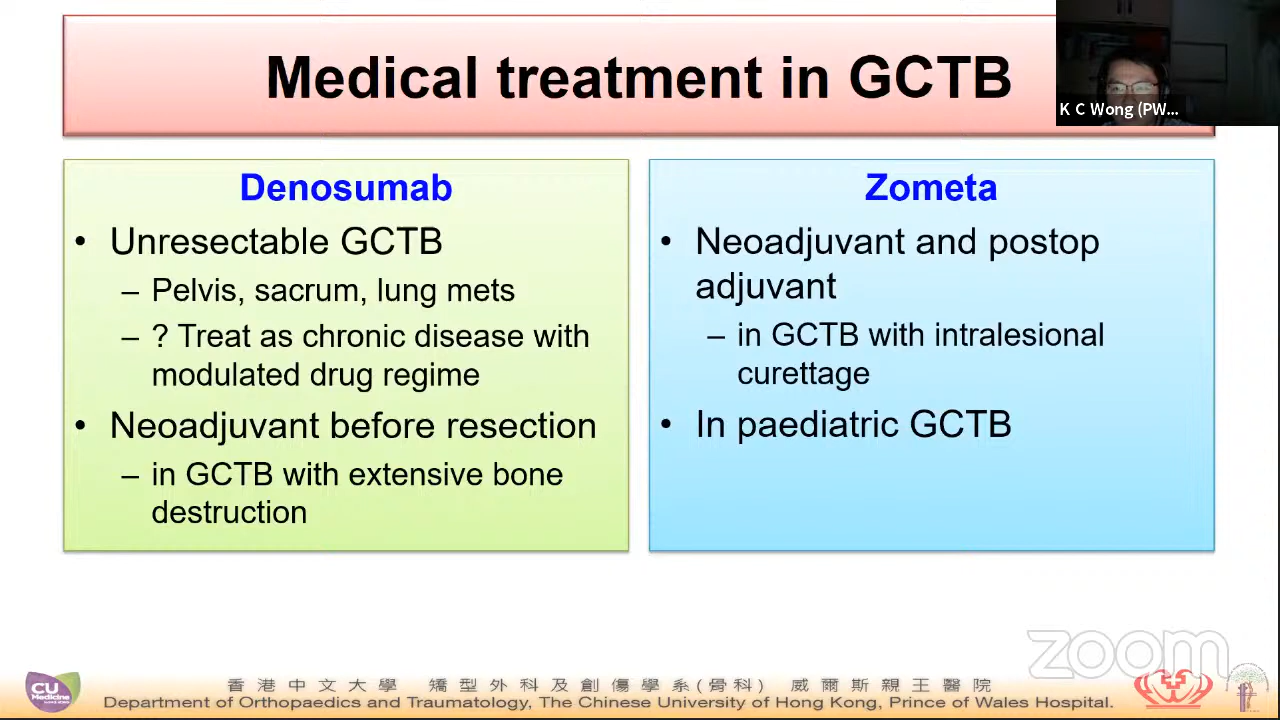 Medical treatment in GCTB
K C Wong (PW...
Denosumab
• Unresectable GCTB
– Pelvis, sacrum, lung mets
– ? Treat as chronic disease with
modulated drug regime
• Neoadjuvant before resection
– in GCTB with extensive bone
destruction
Zometa
• Neoadjuvant and postop
adjuvant
– in GCTB with intralesional
curettage
• In paediatric GCTB
zoom
CU
Medicine
香港中文大學 矯型外科及創傷學系(骨科) 威爾斯親王醫院
Department of Orthopaedics and Traumatology, The Chinese University of Hong Kong, Prince of Wales Hospital.